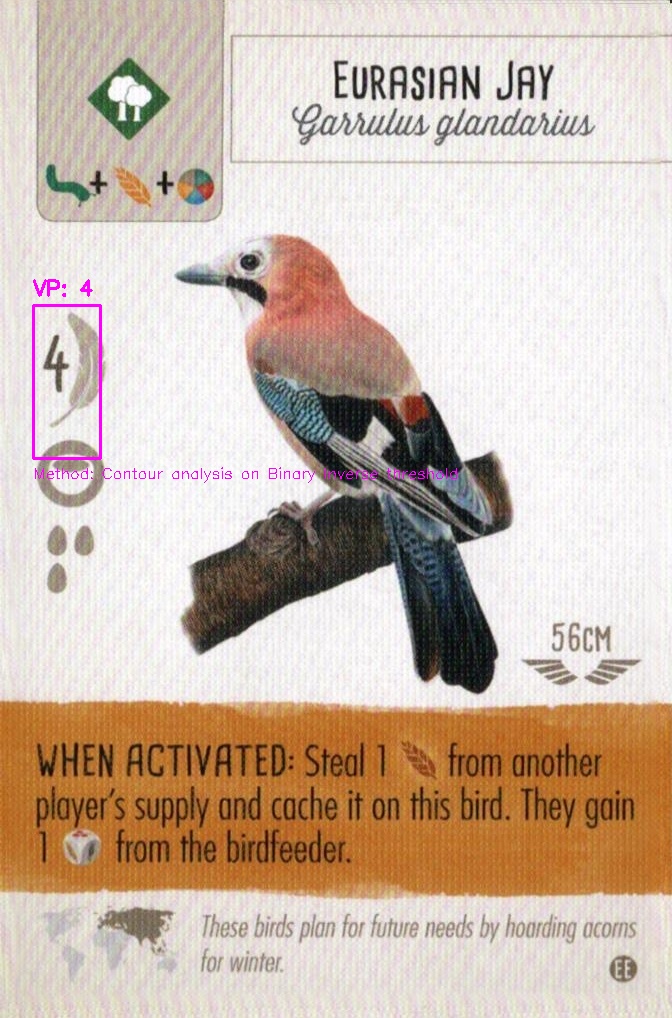 EURASIAN JAY
Garrulus glandarius
+ +
VP: 4
4
Method: Contour analysis on Binary Inverse threshold
56CM
WHEN ACTIVATED: Steal 1 from another
player's supply and cache it on this bird. They gain
1 from the birdfeeder.
These birds plan for future needs by hoarding acorns
for winter.
EE